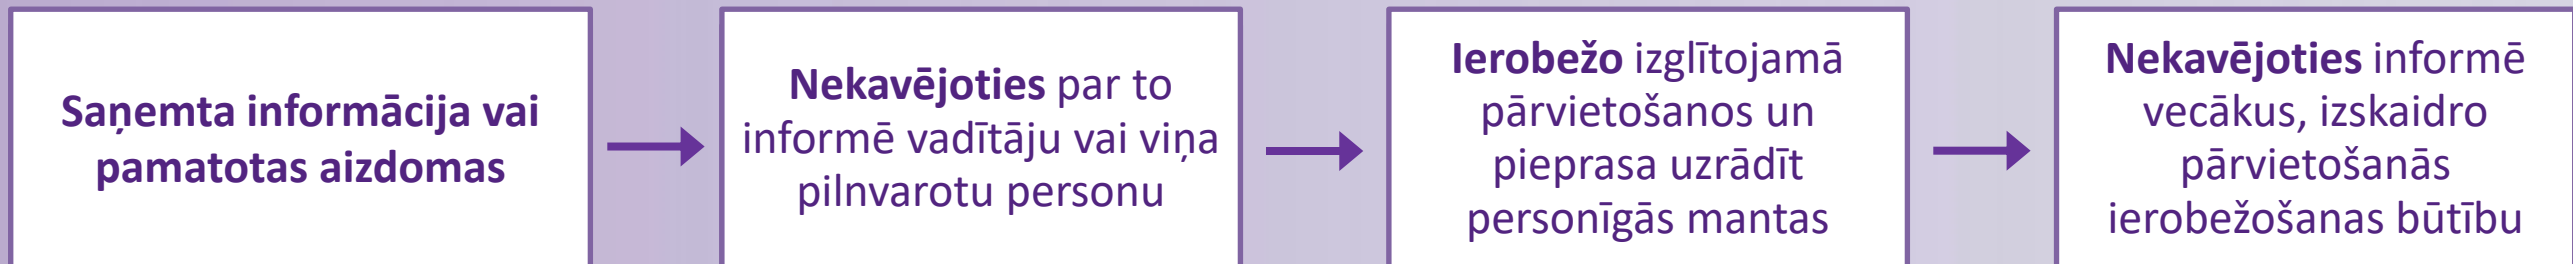 Saņemta informācija vai
pamatotas aizdomas
Nekavējoties par to
informē vadītāju vai viņa
pilnvarotu personu
Ierobežo izglītojamā
pārvietošanos un
pieprasa uzrādīt
personīgās mantas
Nekavējoties informē
vecākus, izskaidro
pārvietošanās
ierobežošanas būtību